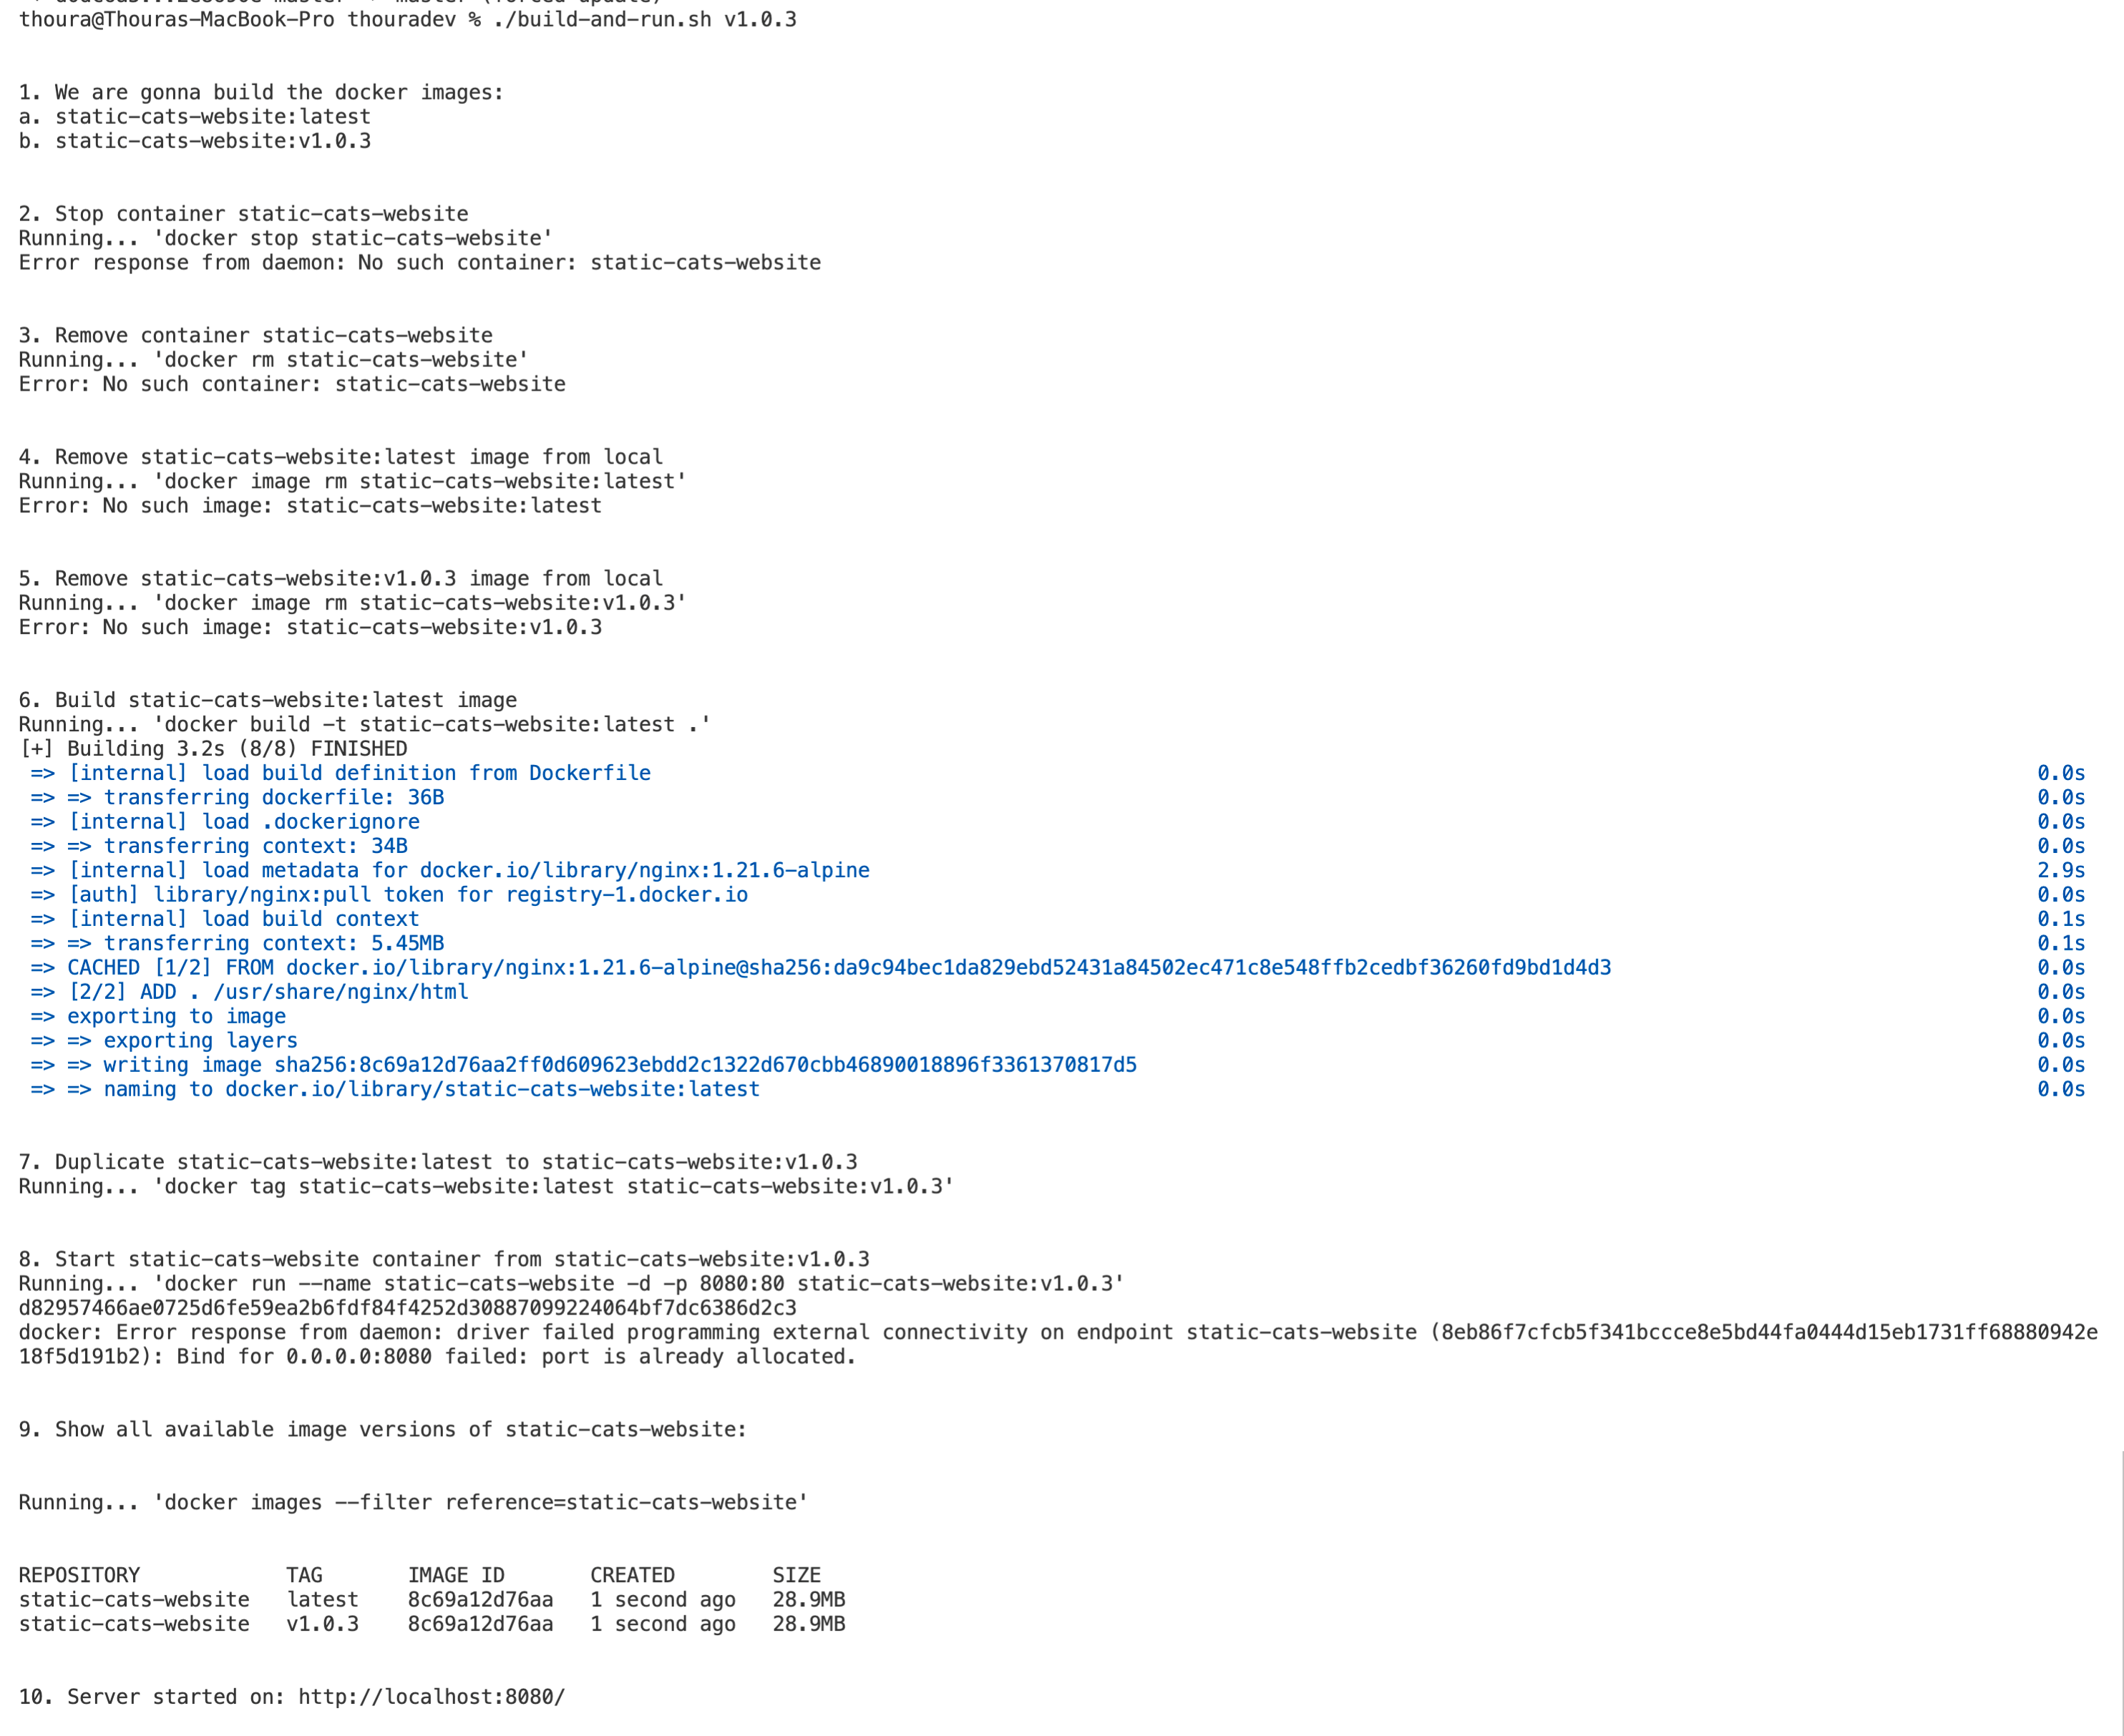 thoura@Thouras-MacBook-Pro thouradev % ./build-and-run.sh v1.0.3
1. We are gonna build the docker images:
a. static-cats-website:latest
b. static-cats-website:v1.0.3
2. Stop container static-cats-website
Running... 'docker stop static-cats-website'
Error response from daemon: No such container: static-cats-website
3. Remove container static-cats-website
Running... 'docker rm static-cats-website'
Error: No such container: static-cats-website
4. Remove static-cats-website:latest image from local
Running... 'docker image rm static-cats-website:latest'
Error: No such image: static-cats-website:latest
5. Remove static-cats-website:v1.0.3 image from local
Running... 'docker image rm static-cats-website:v1.0.3'
Error: No such image: static-cats-website:v1.0.3
6. Build static-cats-website:latest image
Running... 'docker build -t static-cats-website:latest .'
[+] Building 3.2s (8/8) FINISHED
=> [internal] load build definition from Dockerfile 0.0s
=> => transferring dockerfile: 36B 0.0s
=> [internal] load .dockerignore 0.0s
=> => transferring context: 34B 0.0s
=> [internal] load metadata for docker.io/library/nginx:1.21.6-alpine 2.9s
=> [auth] library/nginx:pull token for registry-1.docker.io 0.0s
=> [internal] load build context 0.1s
=> => transferring context: 5.45MB 0.1s
=> CACHED [1/2] FROM docker.io/library/nginx:1.21.6-alpine@sha256:da9c94bec1da829ebd52431a84502ec471c8e548ffb2cedbf36260fd9bd1d4d3 0.0s
=> [2/2] ADD . /usr/share/nginx/html 0.0s
=> exporting to image 0.0s
=> => exporting layers 0.0s
=> => writing image sha256:8c69a12d76aa2ff0d609623ebdd2c1322d670cbb46890018896f3361370817d5 0.0s
=> => naming to docker.io/library/static-cats-website:latest 0.0s
7. Duplicate static-cats-website:latest to static-cats-website:v1.0.3
Running... 'docker tag static-cats-website:latest static-cats-website:v1.0.3'
8. Start static-cats-website container from static-cats-website:v1.0.3
Running... 'docker run --name static-cats-website -d -p 8080:80 static-cats-website:v1.0.3'
d82957466ae0725d6fe59ea2b6fdf84f4252d30887099224064bf7dc6386d2c3
docker: Error response from daemon: driver failed programming external connectivity on endpoint static-cats-website (8eb86f7cfcb5f341bccce8e5bd44fa0444d15eb1731ff68880942e
18f5d191b2): Bind for 0.0.0.0:8080 failed: port is already allocated.
9. Show all available image versions of static-cats-website:
Running... 'docker images --filter reference=static-cats-website'
REPOSITORY TAG IMAGE ID CREATED SIZE
static-cats-website latest 8c69a12d76aa 1 second ago 28.9MB
static-cats-website v1.0.3 8c69a12d76aa 1 second ago 28.9MB
10. Server started on: http://localhost:8080/